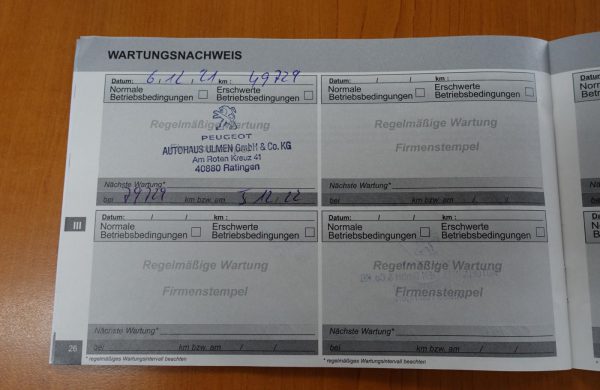 WARTUNGSNACHWEIS
Datum: 6.12.21 km: 49729
Normale Betriebsbedingungen Erschwerte Betriebsbedingungen
Regelmäßige Wartung
PEUGEOT
AUTOHAUS ULMEN GmbH & Co. KG
Am Roten Kreuz 41
40880 Ratingen
Nächste Wartung*
bei 79729 km bzw. am 12.22
Datum: / / km :
Normale Betriebsbedingungen Erschwerte Betriebsbedingungen
Regelmäßige Wartung
Firmenstempel
Nächste Wartung*
bei km bzw. am / /
III
Datum: / / km :
Normale Betriebsbedingungen Erschwerte Betriebsbedingungen
Regelmäßige Wartung
Firmenstempel
Nächste Wartung*
bei km bzw. am / /
Datum: / / km :
Normale Betriebsbedingungen Erschwerte Betriebsbedingungen
Regelmäßige Wartung
Firmenstempel
Nächste Wartung*
bei km bzw. am / /
26
* regelmäßiges Wartungsintervall beachten
* regelmäßiges Wartungsintervall beachten